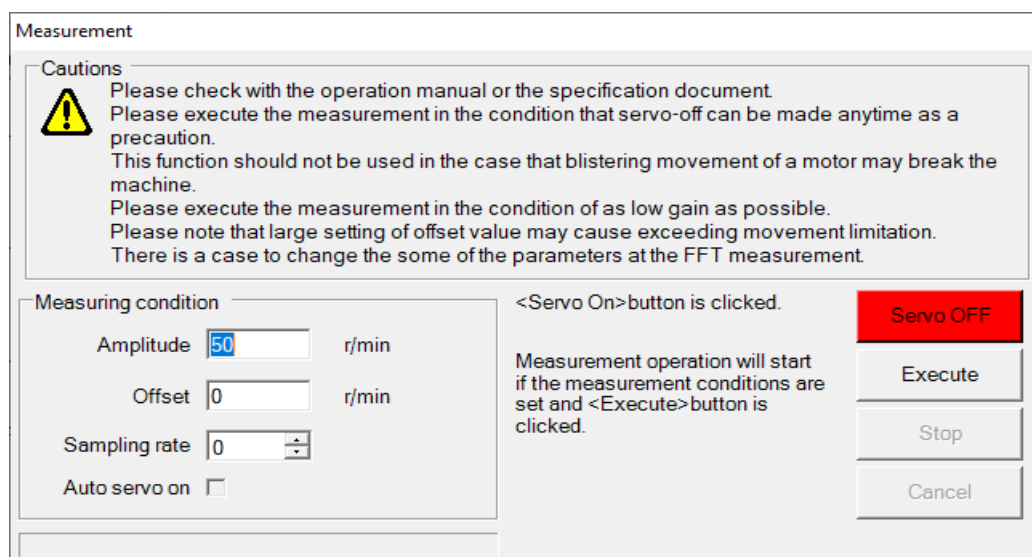 Measurement
Cautions
Please check with the operation manual or the specification document.
Please execute the measurement in the condition that servo-off can be made anytime as a
precaution.
This function should not be used in the case that blistering movement of a motor may break the
machine.
Please execute the measurement in the condition of as low gain as possible.
Please note that large setting of offset value may cause exceeding movement limitation.
There is a case to change the some of the parameters at the FFT measurement.
Measuring condition
Amplitude 50 r/min
Offset 0 r/min
Sampling rate 0
Auto servo on
<Servo On>button is clicked.
Measurement operation will start
if the measurement conditions are
set and <Execute>button is
clicked.
Servo OFF
Execute
Stop
Cancel